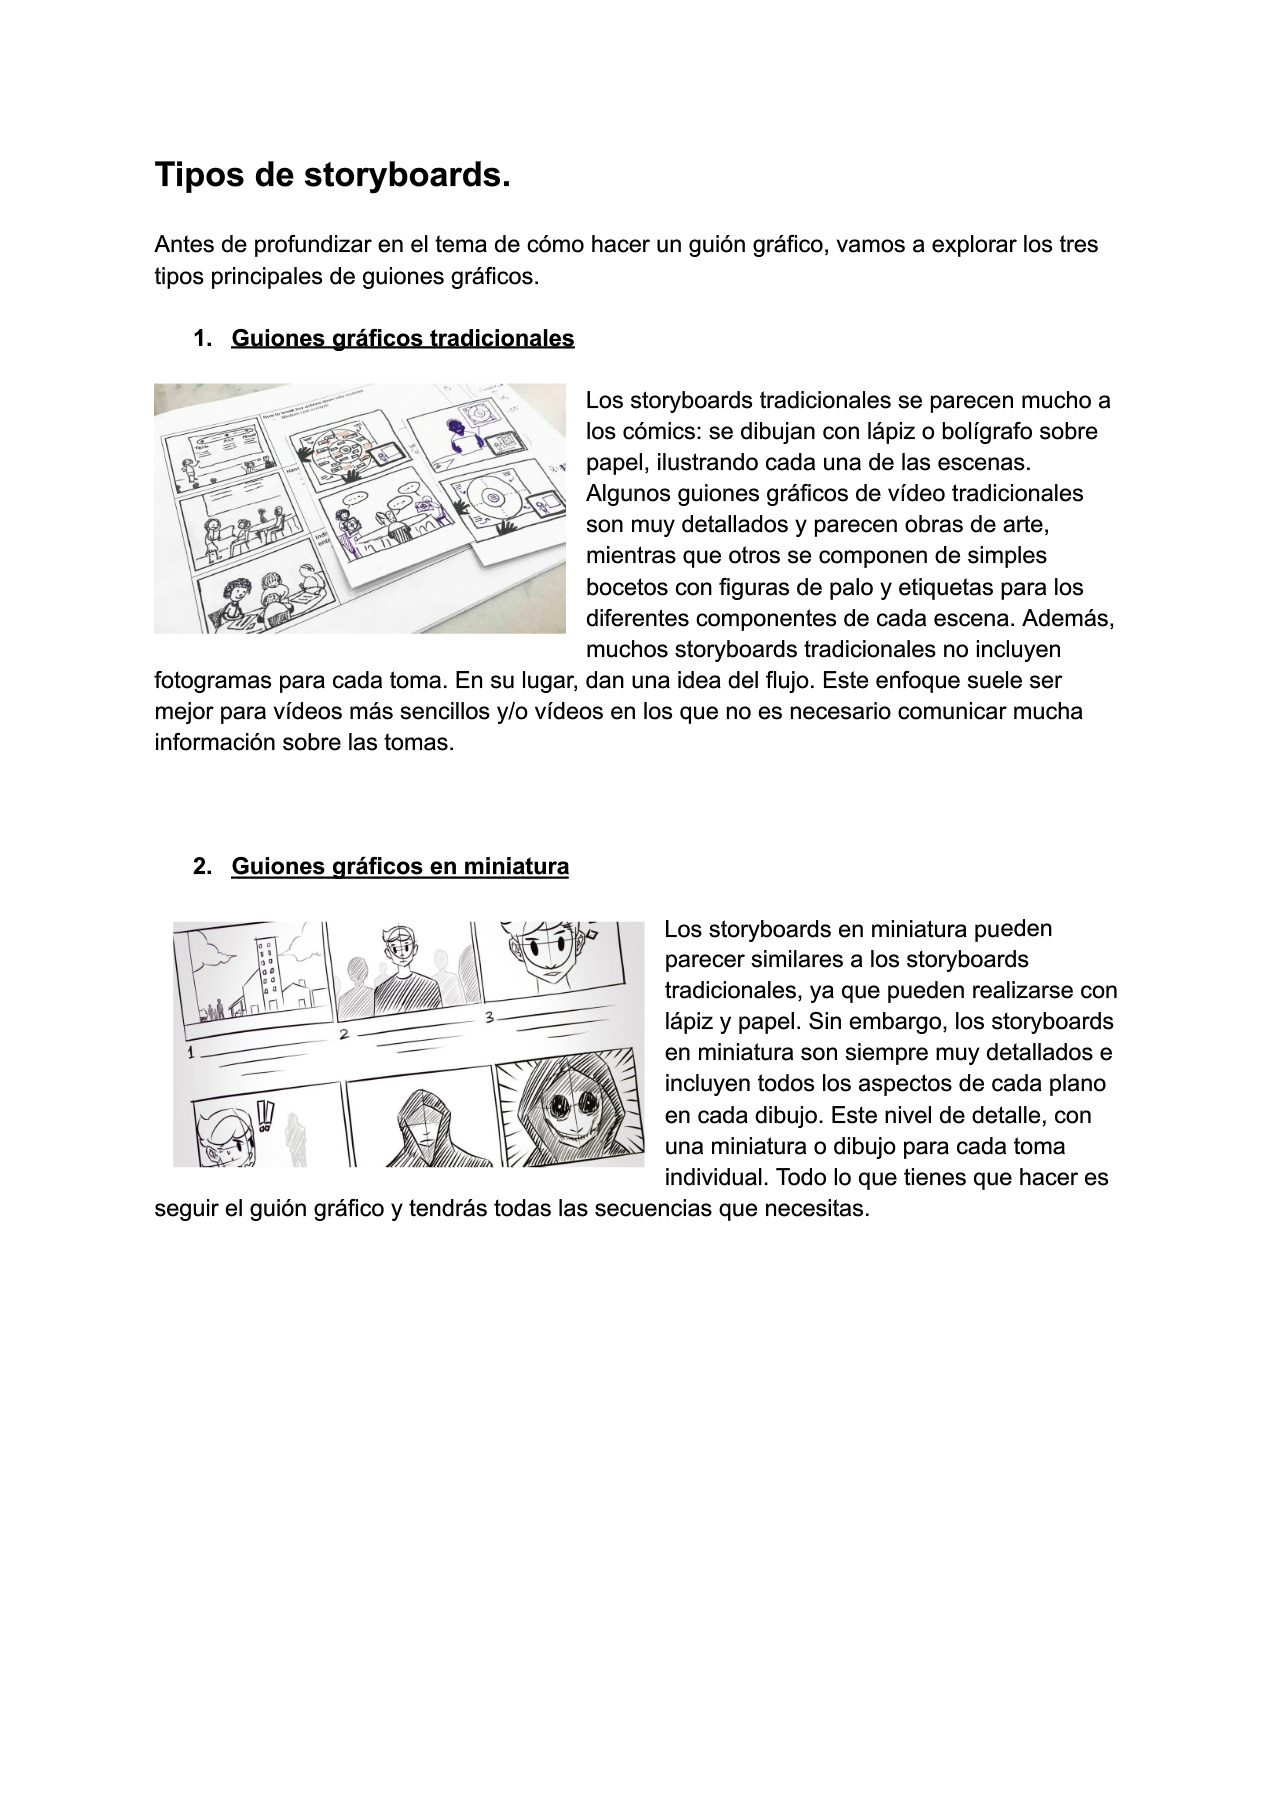 Tipos de storyboards.
Antes de profundizar en el tema de cómo hacer un guión gráfico, vamos a explorar los tres
tipos principales de guiones gráficos.
1. Guiones gráficos tradicionales
Los storyboards tradicionales se parecen mucho a
los cómics: se dibujan con lápiz o bolígrafo sobre
papel, ilustrando cada una de las escenas.
Algunos guiones gráficos de vídeo tradicionales
son muy detallados y parecen obras de arte,
mientras que otros se componen de simples
bocetos con figuras de palo y etiquetas para los
diferentes componentes de cada escena. Además,
muchos storyboards tradicionales no incluyen
fotogramas para cada toma. En su lugar, dan una idea del flujo. Este enfoque suele ser
mejor para vídeos más sencillos y/o vídeos en los que no es necesario comunicar mucha
información sobre las tomas.
2. Guiones gráficos en miniatura
1
2
3
Los storyboards en miniatura pueden
parecer similares a los storyboards
tradicionales, ya que pueden realizarse con
lápiz y papel. Sin embargo, los storyboards
en miniatura son siempre muy detallados e
incluyen todos los aspectos de cada plano
en cada dibujo. Este nivel de detalle, con
una miniatura o dibujo para cada toma
individual. Todo lo que tienes que hacer es
seguir el guión gráfico y tendrás todas las secuencias que necesitas.